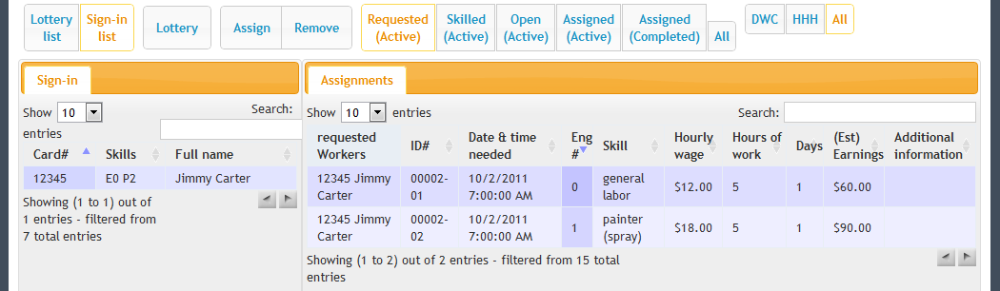 Lottery list
Sign-in list
Lottery
Assign
Remove
Requested (Active)
Skilled (Active)
Open (Active)
Assigned (Active)
Assigned (Completed)
All
DWC
HHH
All
Sign-in
Show 10 entries
Search:
Card# Skills Full name
12345 E0 P2 Jimmy Carter
Showing (1 to 1) out of
1 entries - filtered from
7 total entries
Assignments
Show 10 entries
Search:
requested Workers ID# Date & time needed Eng # Skill Hourly wage Hours of work Days (Est) Earnings Additional information
12345 Jimmy Carter 00002-01 10/2/2011 7:00:00 AM 0 general labor $12.00 5 1 $60.00
12345 Jimmy Carter 00002-02 10/2/2011 7:00:00 AM 1 painter (spray) $18.00 5 1 $90.00
Showing (1 to 2) out of 2 entries - filtered from 15 total
entries